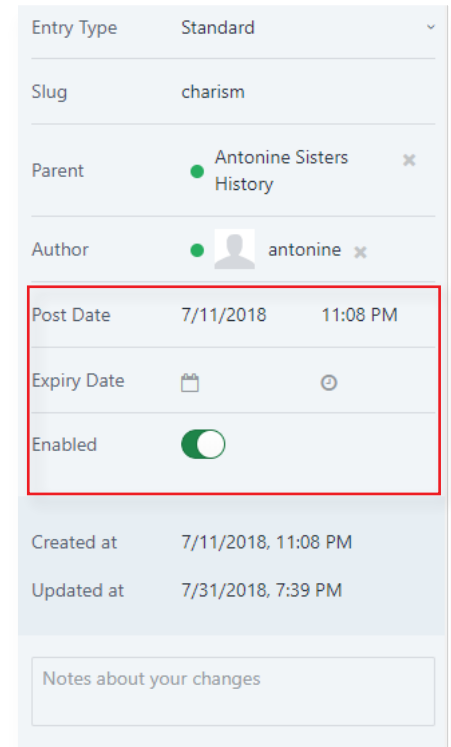 Entry Type Standard
Slug charism
Parent Antonine Sisters
History
Author antonine
Post Date 7/11/2018 11:08 PM
Expiry Date
Enabled
Created at 7/11/2018, 11:08 PM
Updated at 7/31/2018, 7:39 PM
Notes about your changes